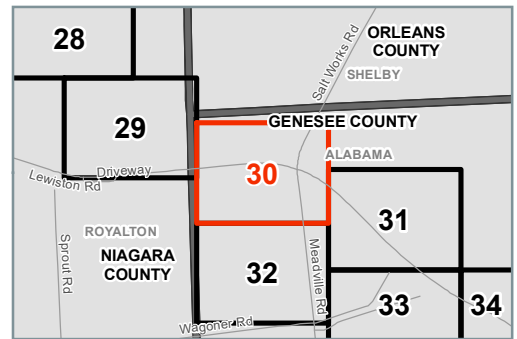 28
ORLEANS
COUNTY
SHELBY
Salt Works Rd
GENESEE COUNTY
29
ALABAMA
Driveway
Lewiston Rd
30
31
ROYALTON
NIAGARA
COUNTY
Sprout Rd
32
Meadville Rd
33
34
Wagoner Rd